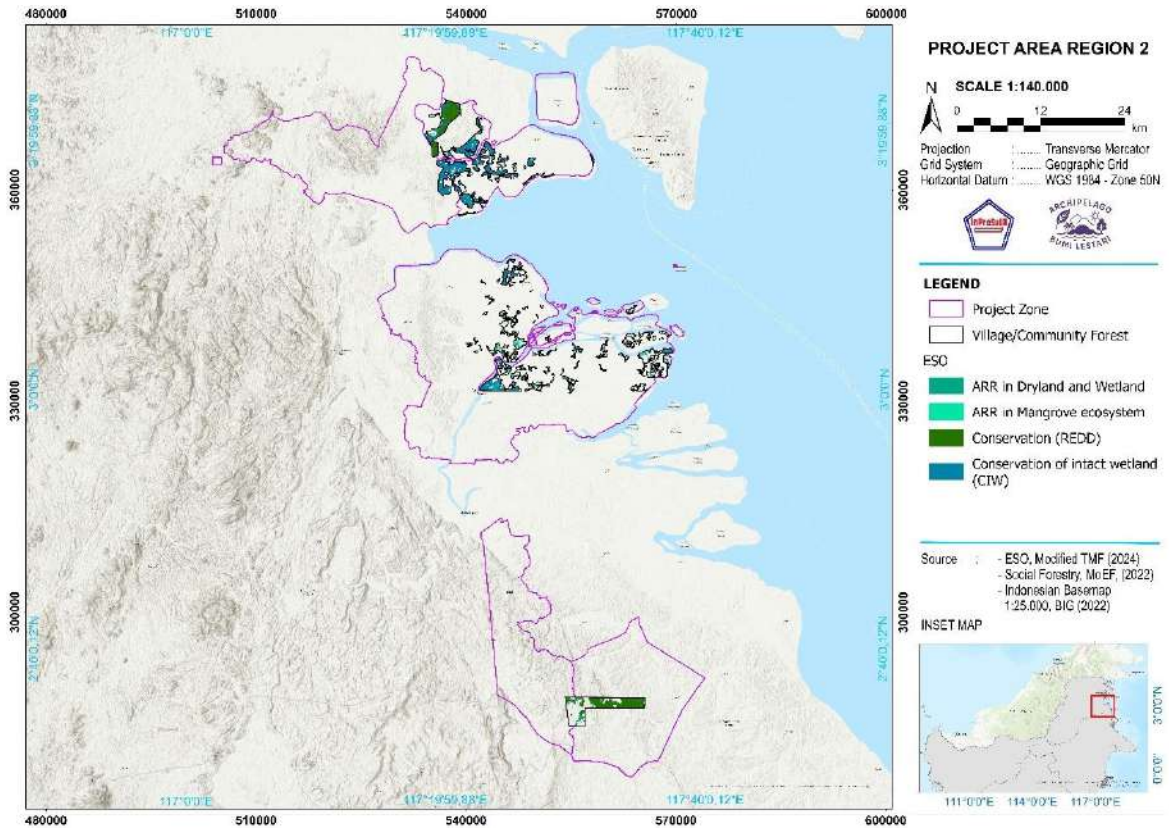 480000 510000 540000 570000 600000
117°0'0"E 117°19'59,88"E 117°40'0,12"E
PROJECT AREA REGION 2
N
SCALE 1:140.000
0 12 24
km
Projection : ....... Transverse Mercator
Grid System : ....... Geographic Grid
Horizontal Datum : ....... WGS 1984 - Zone 50N
ARCHIPELAGO
BUMI LESTARI
LEGEND
Project Zone
Village/Community Forest
ESO
ARR in Dryland and Wetland
ARR in Mangrove ecosystem
Conservation (REDD)
Conservation of intact wetland
(CIW)
Source : - ESO, Modified TMF (2024)
- Social Forestry, MoEF, (2022)
- Indonesian Basemap
1:25.000, BIG (2022)
INSET MAP
3°0'0"N
0°0'0"
111°0'0"E 114°0'0"E 117°0'0"E
360000 3°19'59,88"N 3°19'59,88"N 360000
330000 3°0'0"N 3°0'0"N 330000
300000 2°40'0,12"N 2°40'0,12"N 300000
117°0'0"E 117°19'59,88"E 117°40'0,12"E
480000 510000 540000 570000 600000